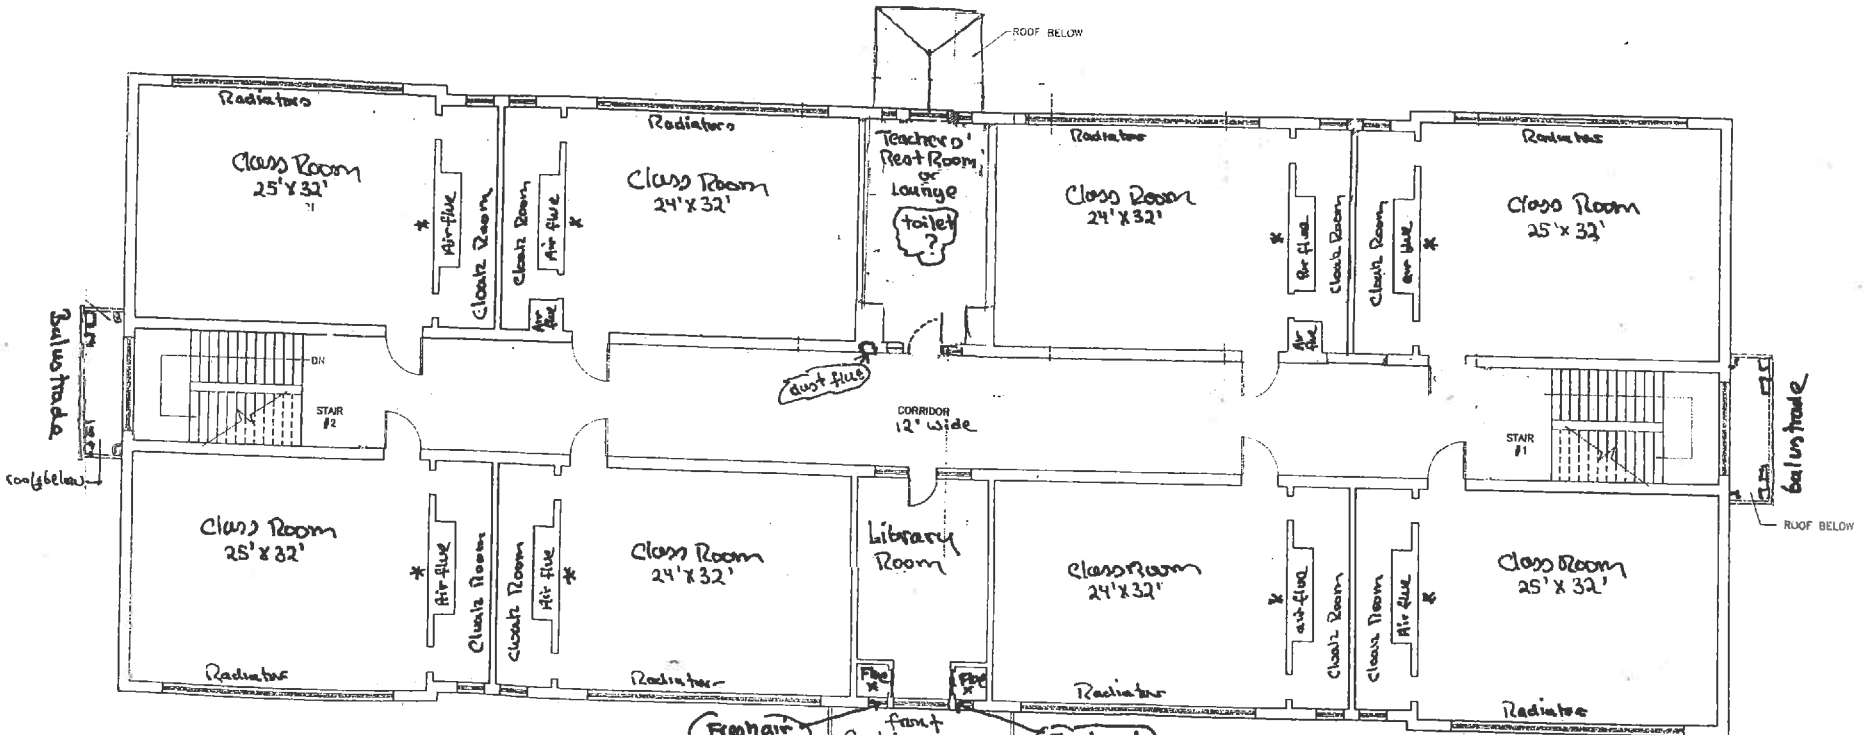 ROOF BELOW
Radiators
Class Room
25'X32'
Air flue
*
Cloak Room
Cloak Room
Air flue
*
Air
flue
Radiators
Class Room
24'X32'
Teachers'
Rest Room
or
Lounge
toilet
?
Radiators
Class Room
24'X32'
*
Air flue
Cloak Room
Air
flue
Cloak Room
air flue
*
Radiators
Class Room
25'X32'
Balustrade
DN
STAIR
#2
roof below
dust flue
CORRIDOR
12' wide
STAIR
#1
balustrade
ROOF BELOW
Class Room
25'X32'
*
Air flue
Cloak Room
Cloak Room
Air flue
*
Class Room
24'X32'
Library
Room
Class Room
24'X32'
*
air flue
Cloak Room
Cloak Room
Air flue
*
Class Room
25'X32'
Radiator
Radiator
Flue
*
Flue
*
Radiator
Radiator
Fresh air
front